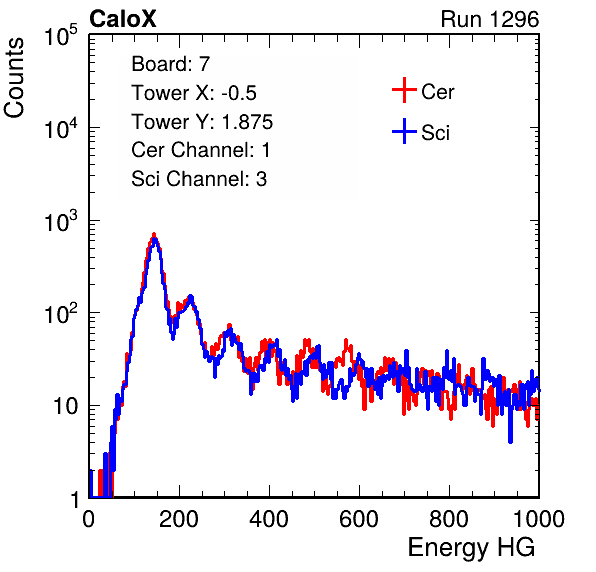 CaloX Run 1296
Counts
10^5
10^4
10^3
10^2
10
1
Board: 7
Tower X: -0.5
Tower Y: 1.875
Cer Channel: 1
Sci Channel: 3
Cer
Sci
0 200 400 600 800 1000
Energy HG